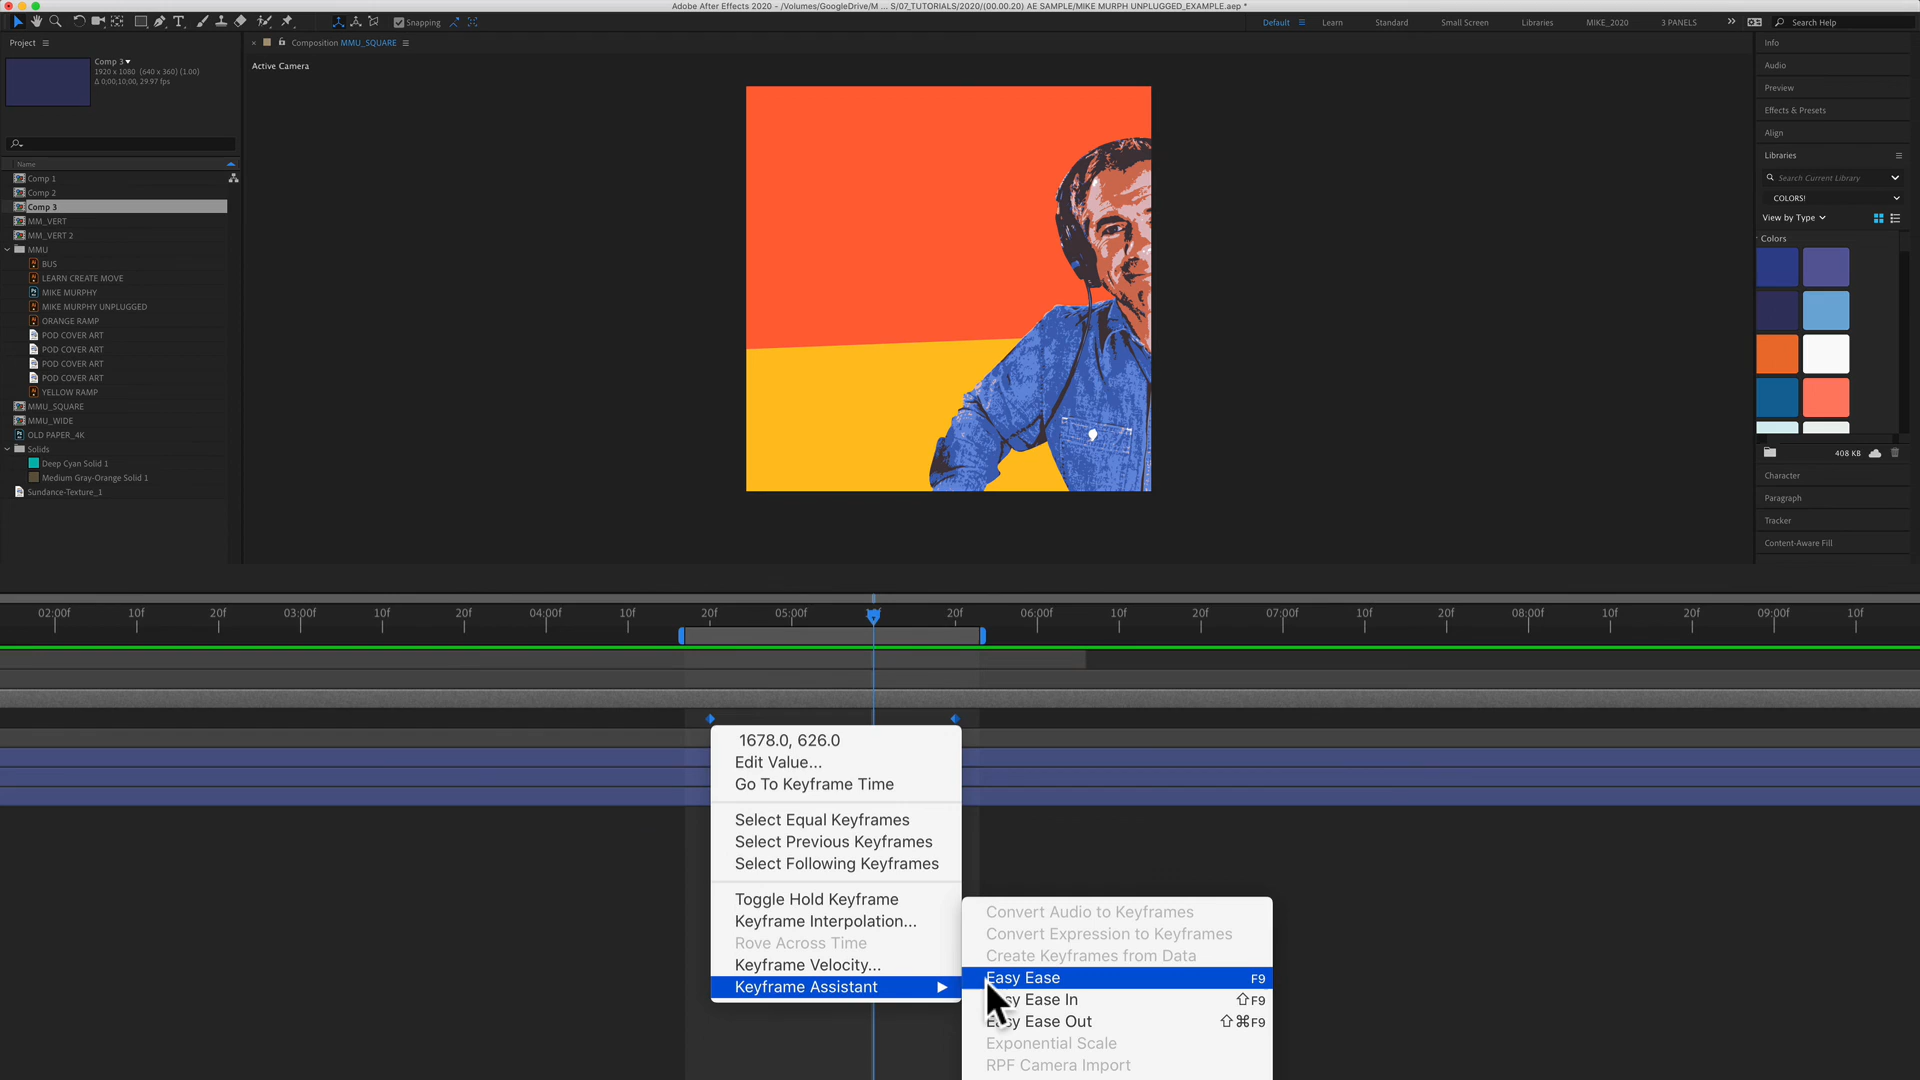 Adobe After Effects 2020 - /Volumes/GoogleDrive/M ... S/07_TUTORIALS/2020/(00.00.20) AE SAMPLE/MIKE MURPH UNPLUGGED_EXAMPLE.aep *
Snapping
Default
Learn
Standard
Small Screen
Libraries
MIKE_2020
3 PANELS
Search Help
Project
Composition MMU_SQUARE
Active Camera
Comp 3
1920 x 1080 (640 x 360) (1.00)
Δ 0;00;10;00, 29.97 fps
Name
Comp 1
Comp 2
Comp 3
MM_VERT
MM_VERT 2
MMU
BUS
LEARN CREATE MOVE
MIKE MURPHY
MIKE MURPHY UNPLUGGED
ORANGE RAMP
POD COVER ART
POD COVER ART
POD COVER ART
POD COVER ART
YELLOW RAMP
MMU_SQUARE
MMU_WIDE
OLD PAPER_4K
Solids
Deep Cyan Solid 1
Medium Gray-Orange Solid 1
Sundance-Texture_1
Info
Audio
Preview
Effects & Presets
Align
Libraries
Search Current Library
COLORS!
View by Type
Colors
408 KB
Character
Paragraph
Tracker
Content-Aware Fill
02:00f 10f 20f 03:00f 10f 20f 04:00f 10f 20f 05:00f 20f 06:00f 10f 20f 07:00f 10f 20f 08:00f 10f 20f 09:00f 10f
1678.0, 626.0
Edit Value...
Go To Keyframe Time
Select Equal Keyframes
Select Previous Keyframes
Select Following Keyframes
Toggle Hold Keyframe
Keyframe Interpolation...
Rove Across Time
Keyframe Velocity...
Keyframe Assistant
Convert Audio to Keyframes
Convert Expression to Keyframes
Create Keyframes from Data
Easy Ease F9
Easy Ease In ⇧F9
Easy Ease Out ⇧⌘F9
Exponential Scale
RPF Camera Import